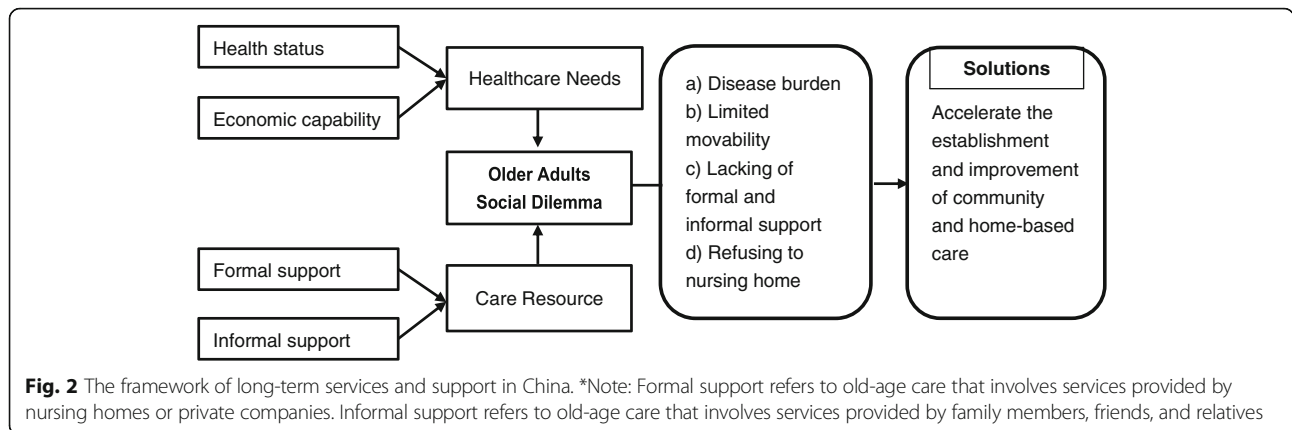 Health status
Economic capability
Healthcare Needs
Older Adults
Social Dilemma
Formal support
Informal support
Care Resource
a) Disease burden
b) Limited
movability
c) Lacking of
formal and
informal support
d) Refusing to
nursing home
Solutions
Accelerate the
establishment
and improvement
of community
and home-based
care
Fig. 2 The framework of long-term services and support in China. *Note: Formal support refers to old-age care that involves services provided by
nursing homes or private companies. Informal support refers to old-age care that involves services provided by family members, friends, and relatives